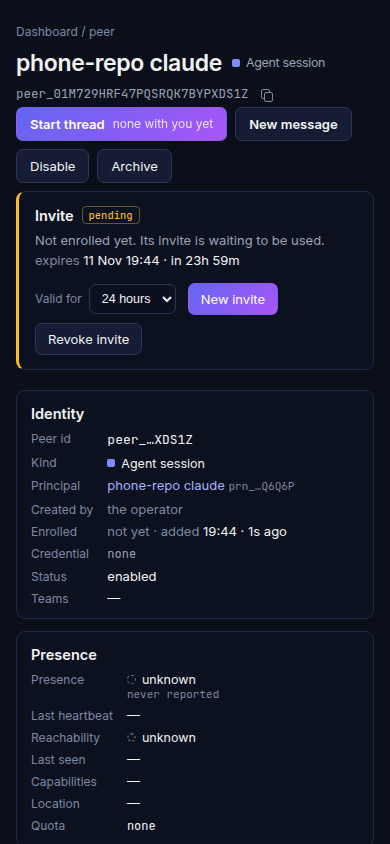 Dashboard / peer
phone-repo claude Agent session
peer_01M729HRF47PQSRQK7BYPXDS1Z
Start thread none with you yet New message
Disable Archive
Invite pending
Not enrolled yet. Its invite is waiting to be used.
expires 11 Nov 19:44 · in 23h 59m
Valid for 24 hours New invite
Revoke invite
Identity
Peer id peer_…XDS1Z
Kind Agent session
Principal phone-repo claude prn_…Q6Q6P
Created by the operator
Enrolled not yet · added 19:44 · 1s ago
Credential none
Status enabled
Teams —
Presence
Presence unknown
never reported
Last heartbeat —
Reachability unknown
Last seen —
Capabilities —
Location —
Quota none